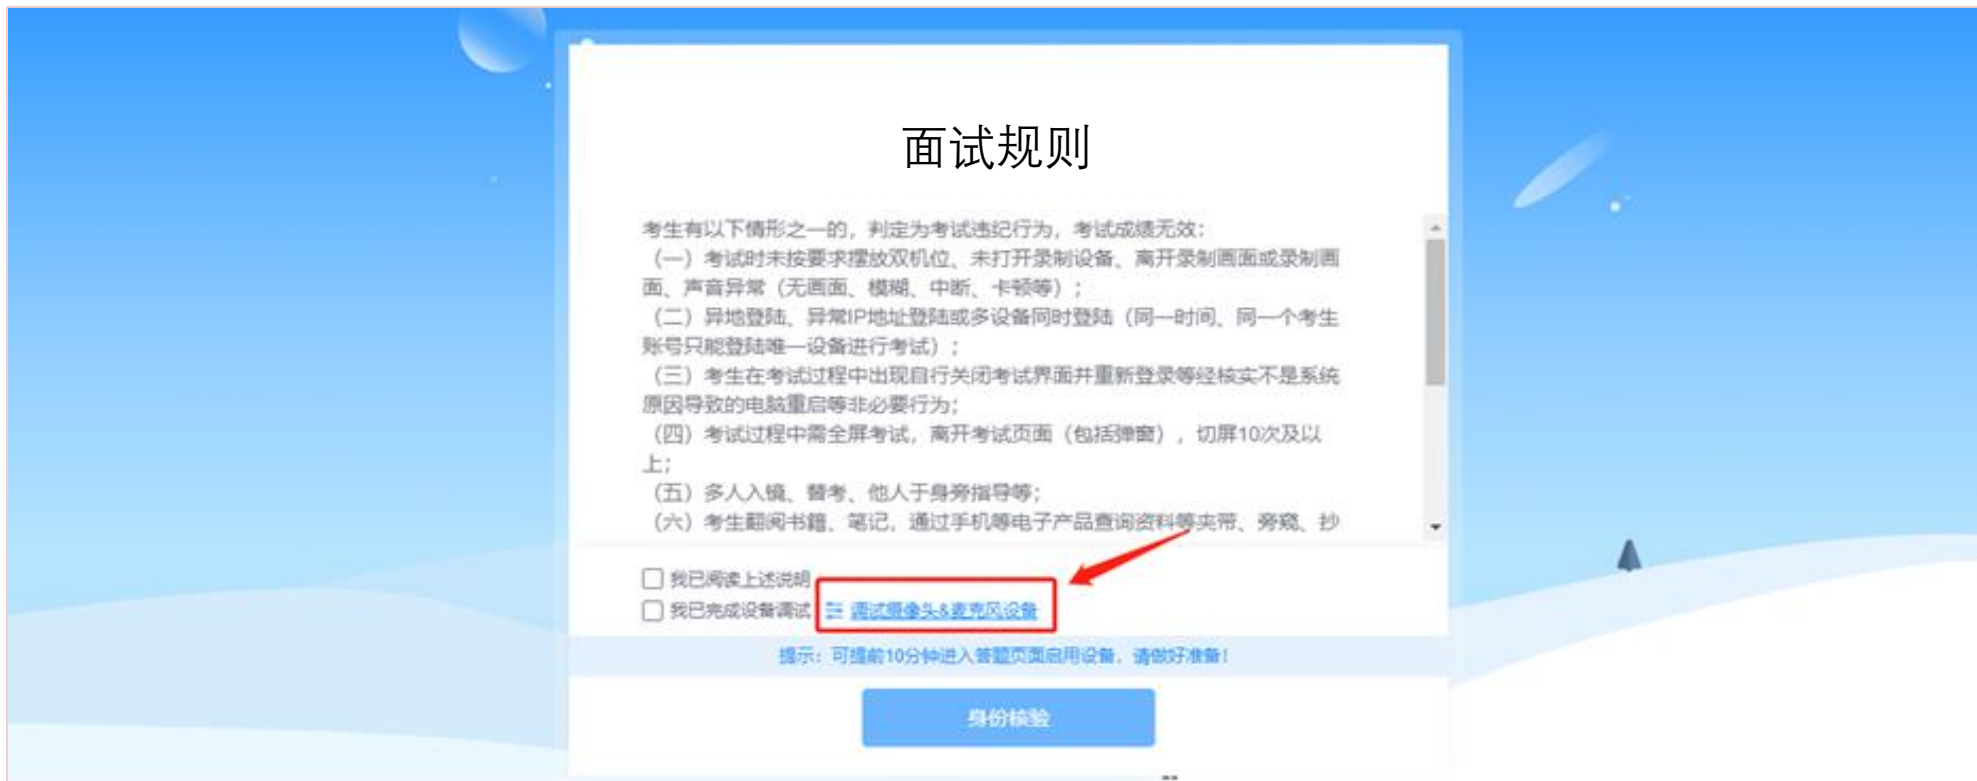 面试规则
考生有以下情形之一的，判定为考试违纪行为，考试成绩无效：
（一）考试时未按要求摆放双机位、未打开录制设备、离开录制画面或录制画
面、声音异常（无画面、模糊、中断、卡顿等）；
（二）异地登陆、异常IP地址登陆或多设备同时登陆（同一时间、同一个考生
账号只能登陆唯一设备进行考试）；
（三）考生在考试过程中出现自行关闭考试界面并重新登录等经核实不是系统
原因导致的电脑重启等非必要行为；
（四）考试过程中需全屏考试，离开考试页面（包括弹窗），切屏10次及以
上；
（五）多人入镜、替考、他人于身旁指导等；
（六）考生翻阅书籍、笔记，通过手机等电子产品查询资料等夹带、旁窥、抄
我已阅读上述说明
我已完成设备调试 调试摄像头&麦克风设备
提示：可提前10分钟进入答题页面启用设备，请做好准备！
身份核验